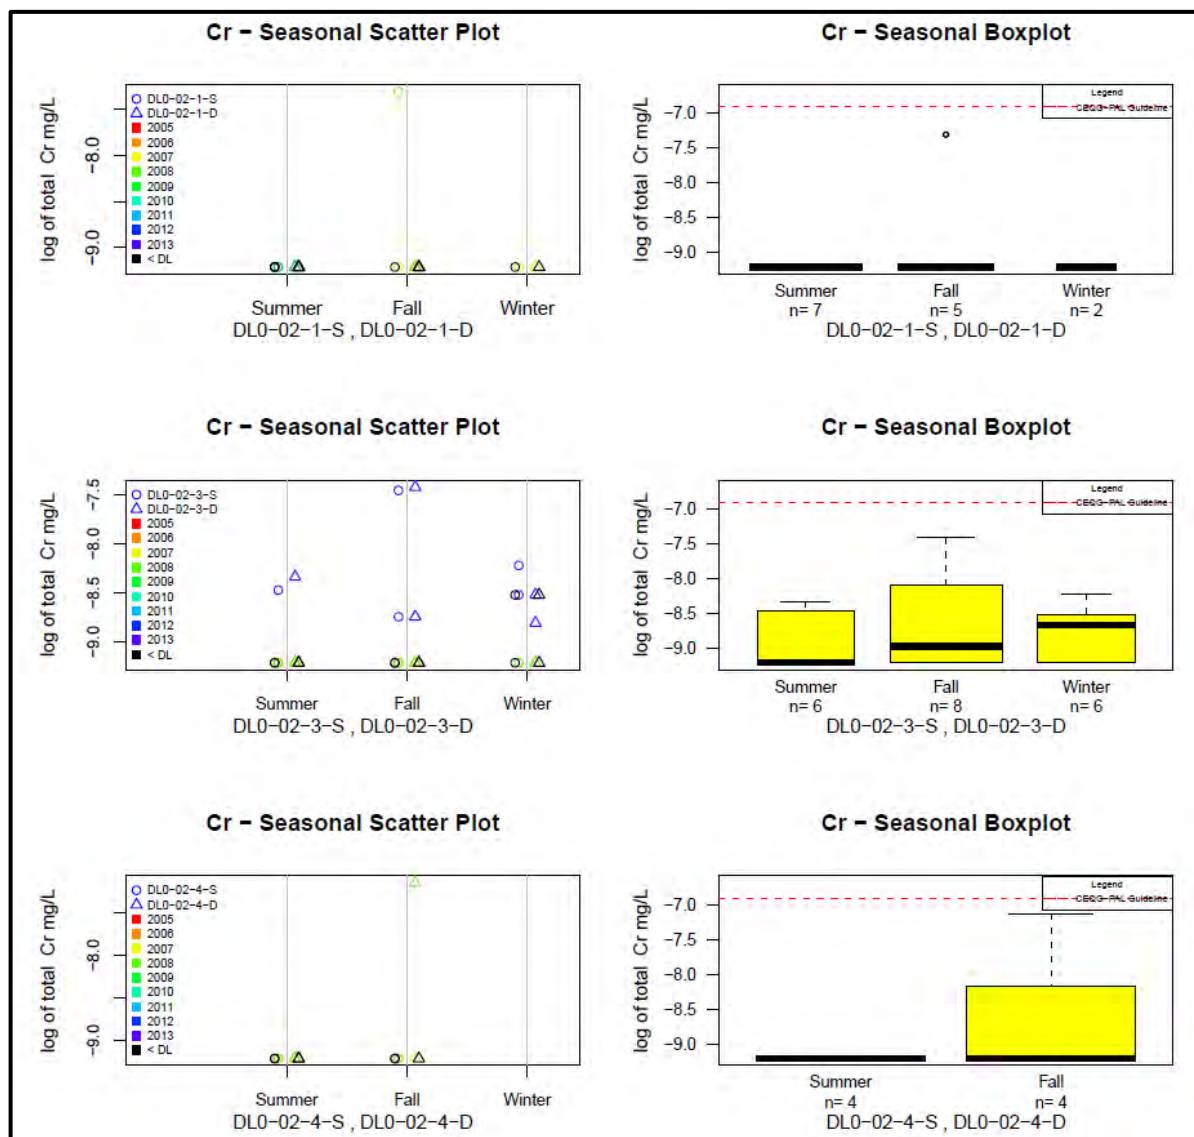 Cr − Seasonal Scatter Plot
log of total Cr mg/L
−8.0
−9.0
DL0−02−1−S
DL0−02−1−D
2005
2006
2007
2008
2009
2010
2011
2012
2013
< DL
Summer Fall Winter
DL0−02−1−S , DL0−02−1−D
Cr − Seasonal Boxplot
log of total Cr mg/L
−7.0
−7.5
−8.0
−8.5
−9.0
Legend
CECG−PAL Guideline
Summer Fall Winter
n= 7 n= 5 n= 2
DL0−02−1−S , DL0−02−1−D
Cr − Seasonal Scatter Plot
log of total Cr mg/L
−7.5
−8.0
−8.5
−9.0
DL0−02−3−S
DL0−02−3−D
2005
2006
2007
2008
2009
2010
2011
2012
2013
< DL
Summer Fall Winter
DL0−02−3−S , DL0−02−3−D
Cr − Seasonal Boxplot
log of total Cr mg/L
−7.0
−7.5
−8.0
−8.5
−9.0
Legend
CECG−PAL Guideline
Summer Fall Winter
n= 6 n= 8 n= 6
DL0−02−3−S , DL0−02−3−D
Cr − Seasonal Scatter Plot
log of total Cr mg/L
−8.0
−9.0
DL0−02−4−S
DL0−02−4−D
2005
2006
2007
2008
2009
2010
2011
2012
2013
< DL
Summer Fall Winter
DL0−02−4−S , DL0−02−4−D
Cr − Seasonal Boxplot
log of total Cr mg/L
−7.0
−7.5
−8.0
−8.5
−9.0
Legend
CECG−PAL Guideline
Summer Fall
n= 4 n= 4
DL0−02−4−S , DL0−02−4−D